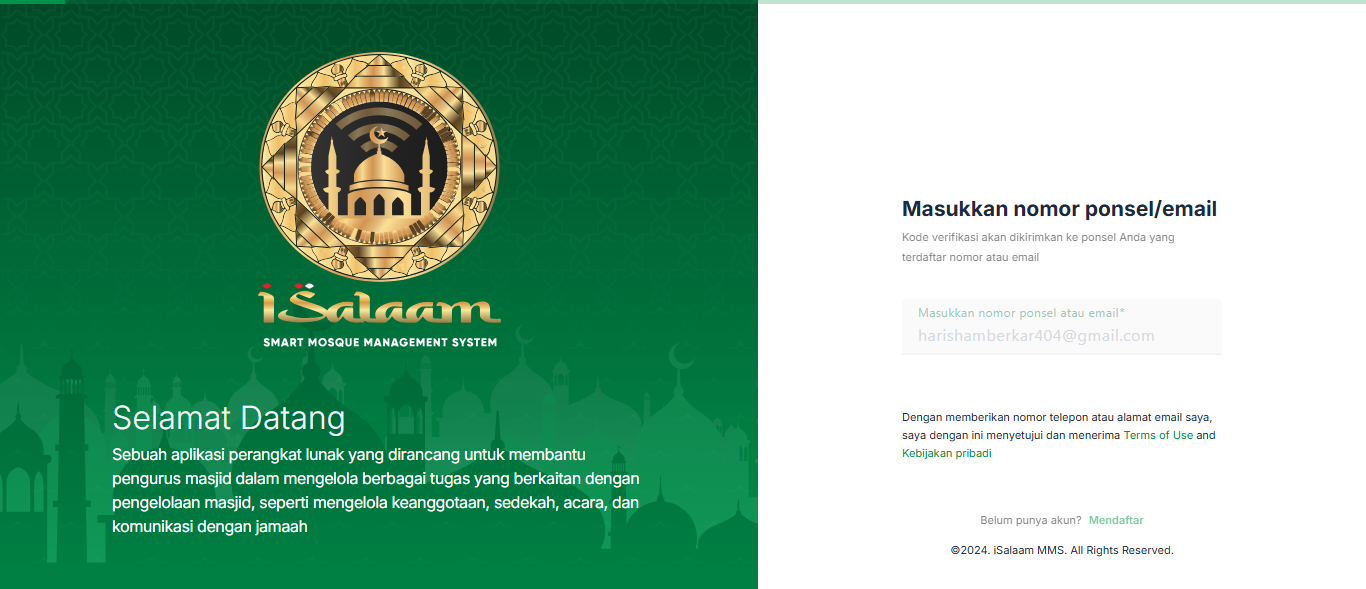 iSalaam
SMART MOSQUE MANAGEMENT SYSTEM
Selamat Datang
Sebuah aplikasi perangkat lunak yang dirancang untuk membantu
pengurus masjid dalam mengelola berbagai tugas yang berkaitan dengan
pengelolaan masjid, seperti mengelola keanggotaan, sedekah, acara, dan
komunikasi dengan jamaah
Masukkan nomor ponsel/email
Kode verifikasi akan dikirimkan ke ponsel Anda yang
terdaftar nomor atau email
Masukkan nomor ponsel atau email*
harishamberkar404@gmail.com
Dengan memberikan nomor telepon atau alamat email saya,
saya dengan ini menyetujui dan menerima Terms of Use and
Kebijakan pribadi
Belum punya akun? Mendaftar
©2024. iSalaam MMS. All Rights Reserved.